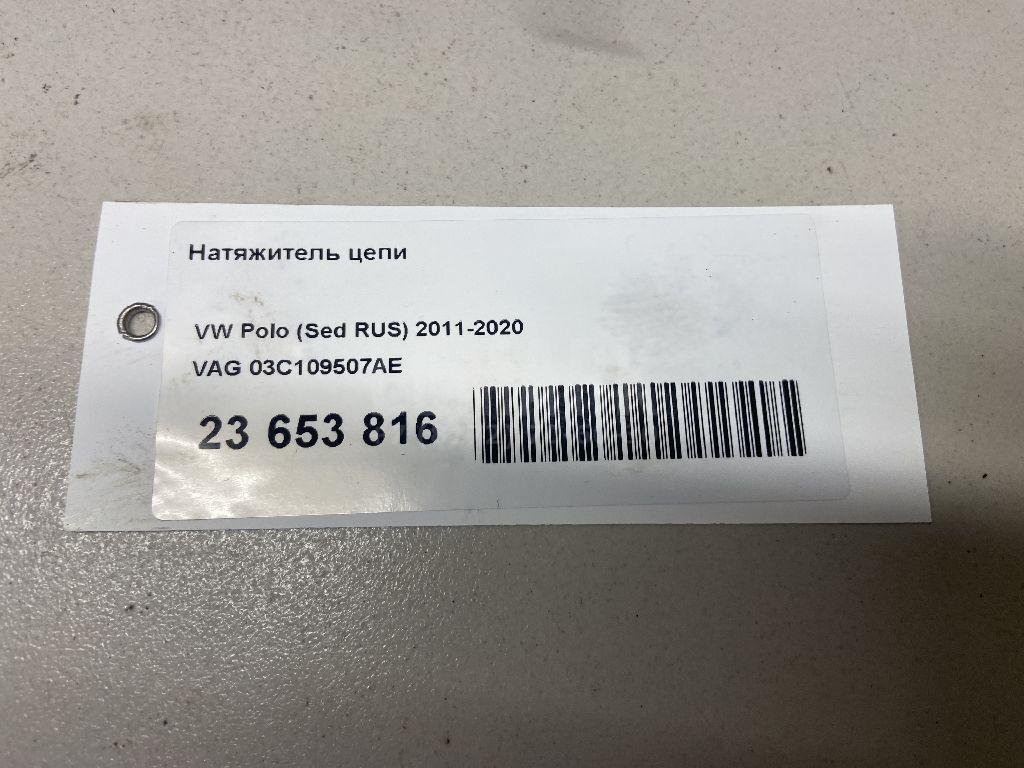 Натяжитель цепи
VW Polo (Sed RUS) 2011-2020
VAG 03C109507AE
23 653 816